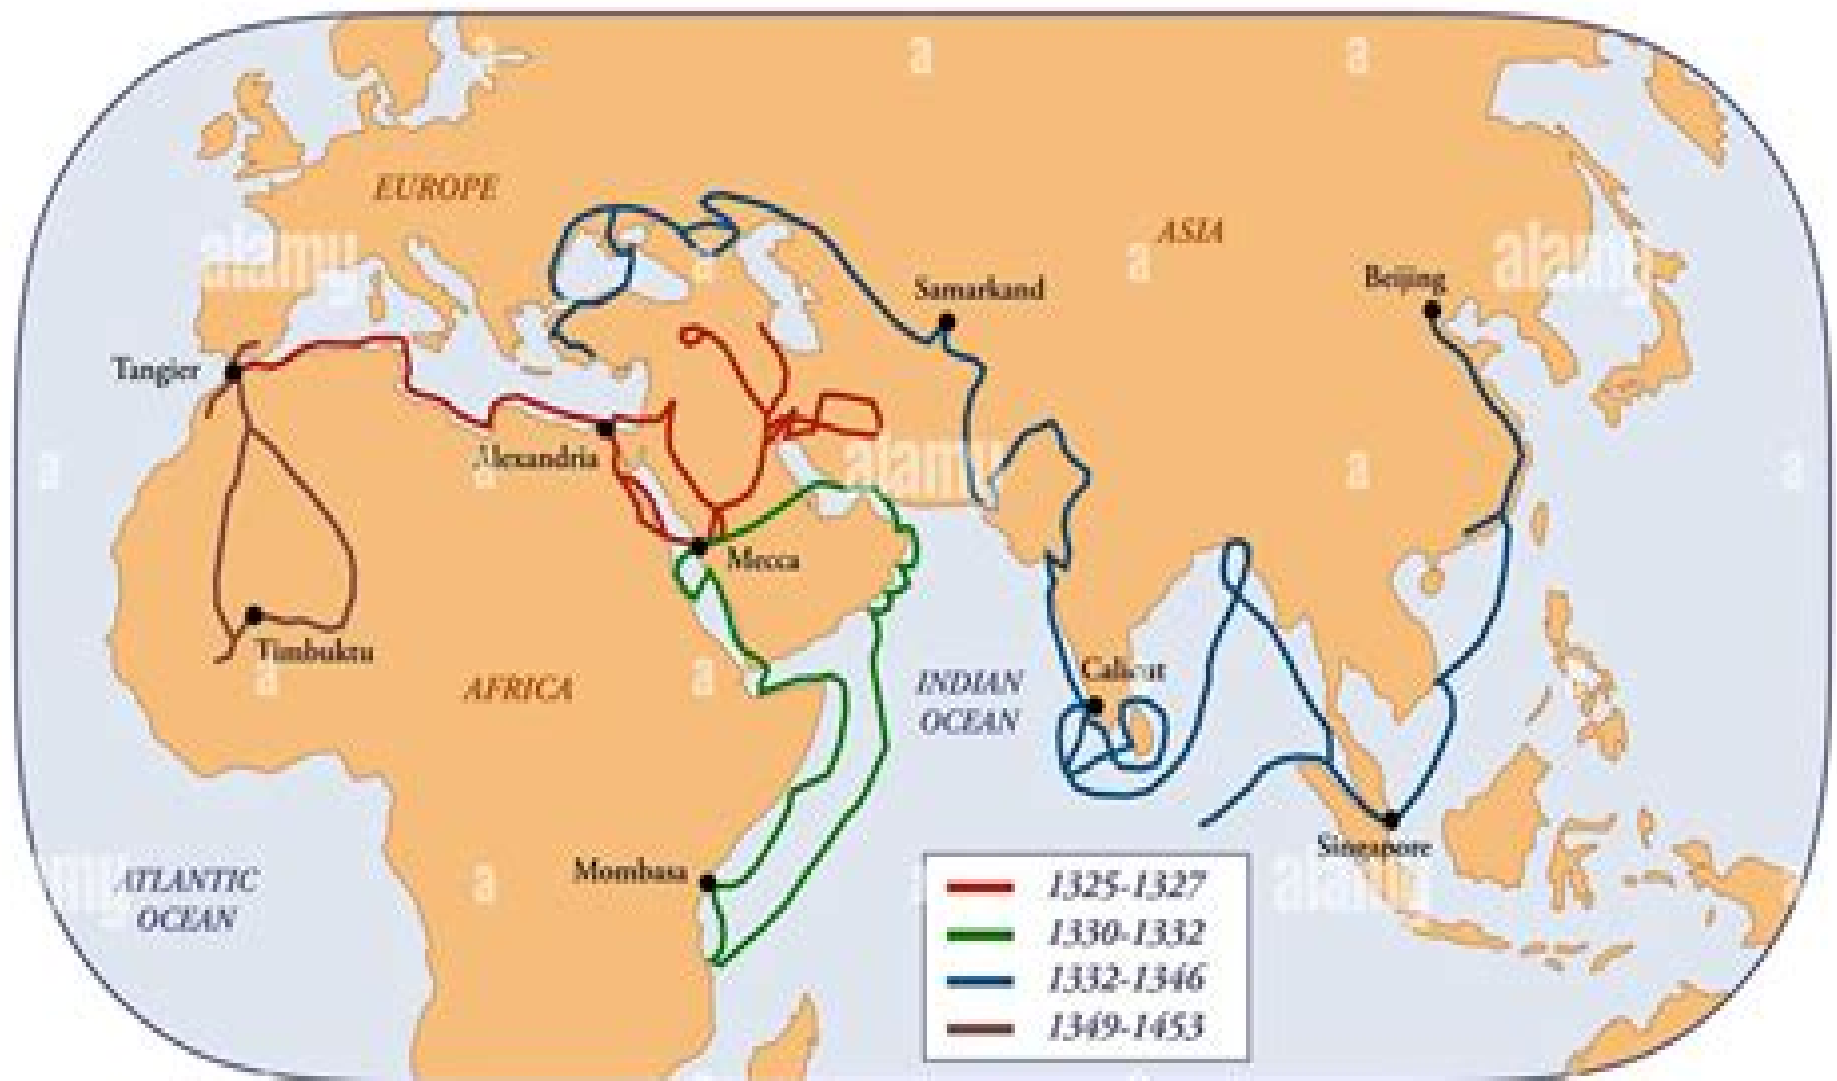 EUROPE
ASIA
Samarkand
Beijing
Tangier
Alexandria
Mecca
Timbuktu
AFRICA
INDIAN
OCEAN
Calicut
Mombasa
Singapore
ATLANTIC
OCEAN
1325-1327
1330-1332
1332-1346
1349-1453
a
a
a
alamy
a
a
alamy
a
a
alamy
a
a
a
a
alamy
a
alamy